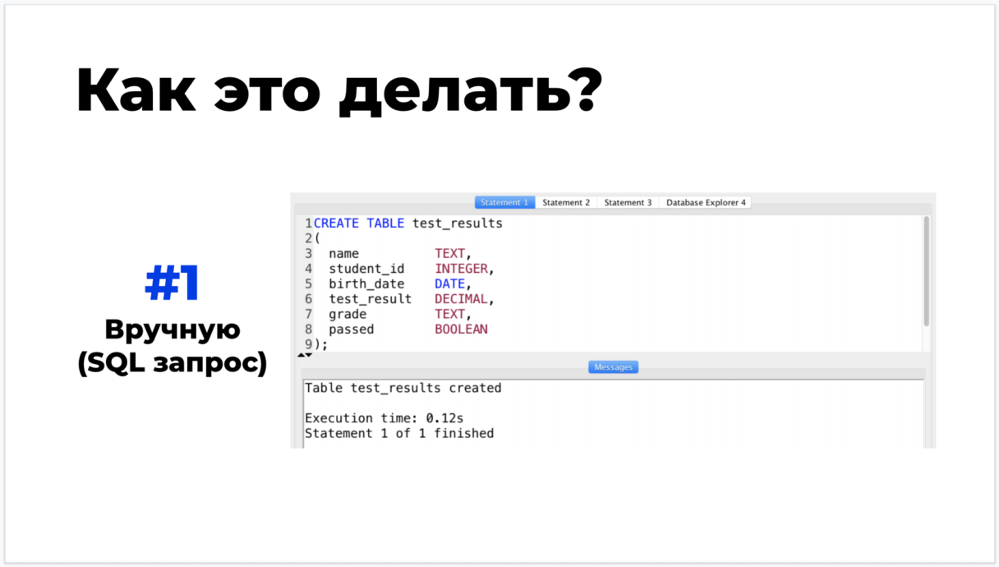 Как это делать?
#1
Вручную
(SQL запрос)
Statement 1 Statement 2 Statement 3 Database Explorer 4
1CREATE TABLE test_results
2(
3 name TEXT,
4 student_id INTEGER,
5 birth_date DATE,
6 test_result DECIMAL,
7 grade TEXT,
8 passed BOOLEAN
9);
Messages
Table test_results created
Execution time: 0.12s
Statement 1 of 1 finished